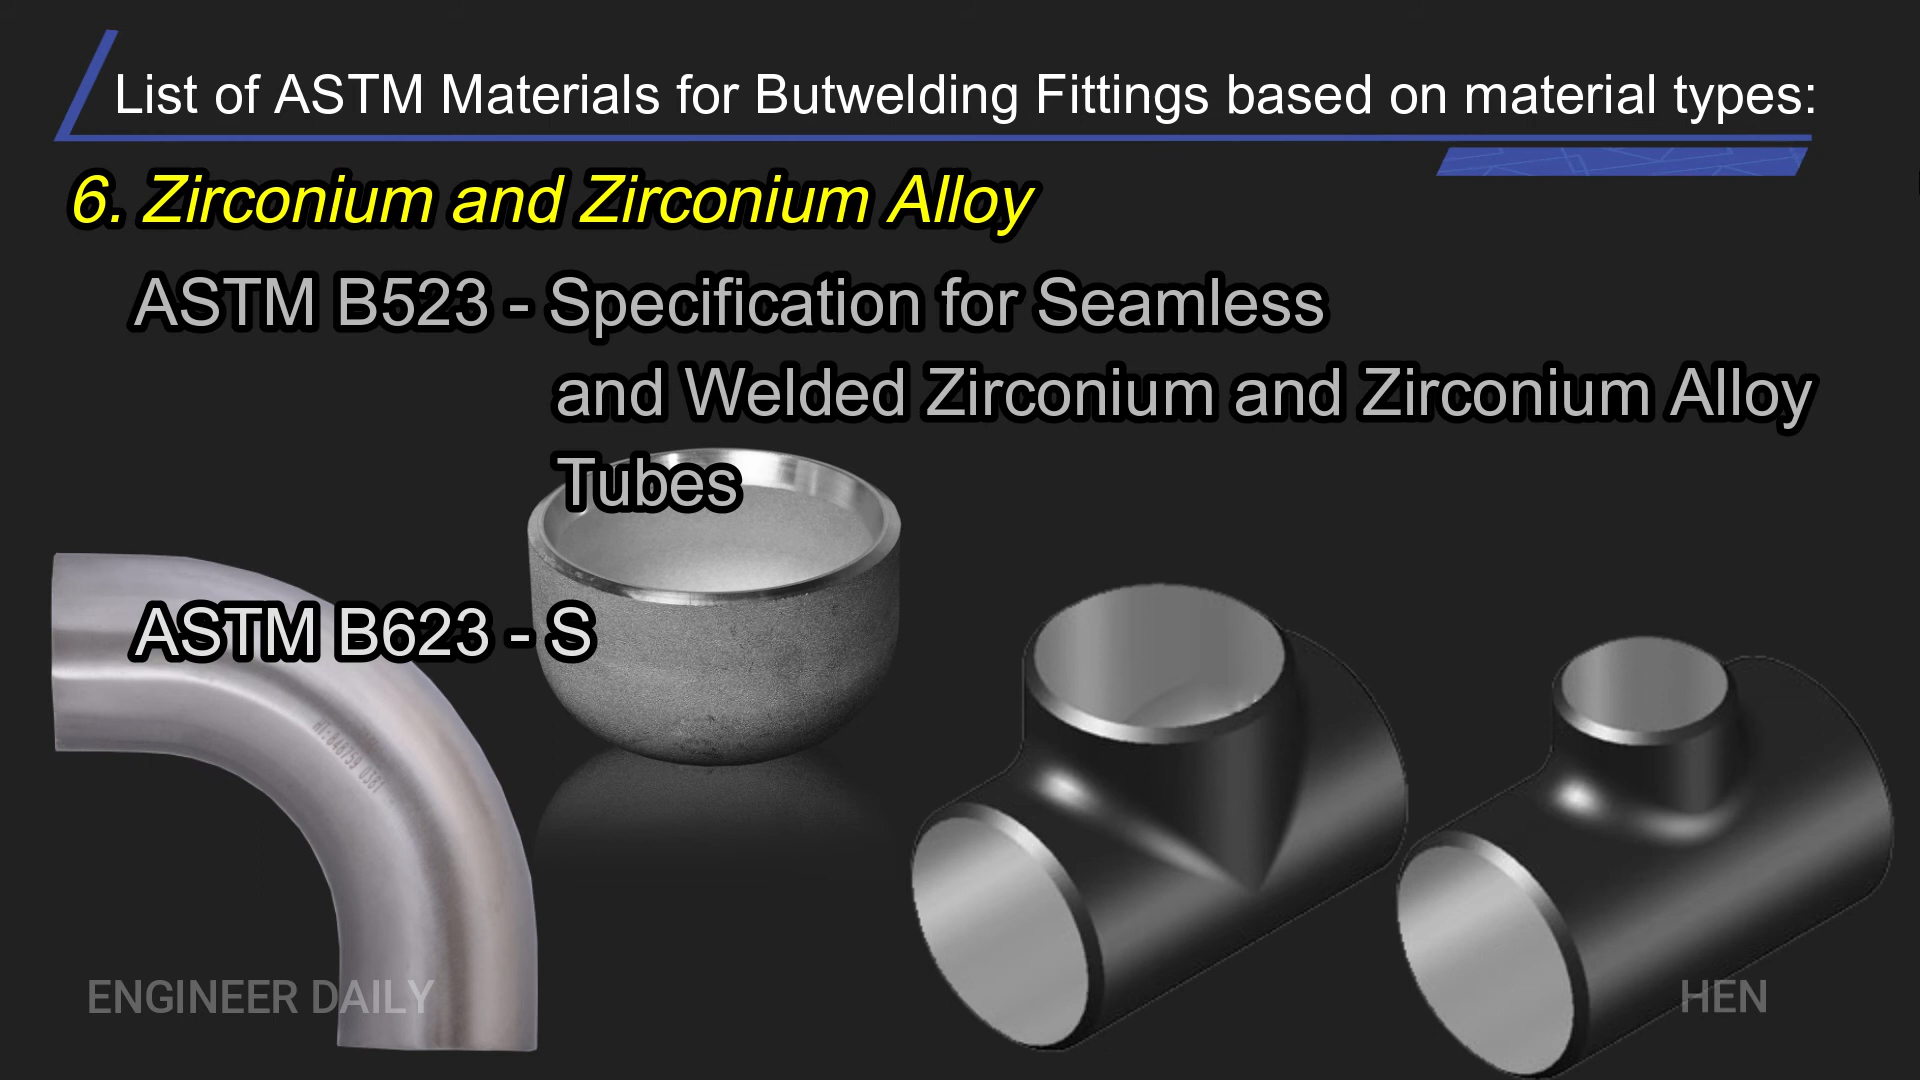 List of ASTM Materials for Butwelding Fittings based on material types:
6. Zirconium and Zirconium Alloy
ASTM B523 - Specification for Seamless
and Welded Zirconium and Zirconium Alloy
Tubes
ASTM B623 - S
ENGINEER DAILY
HEN